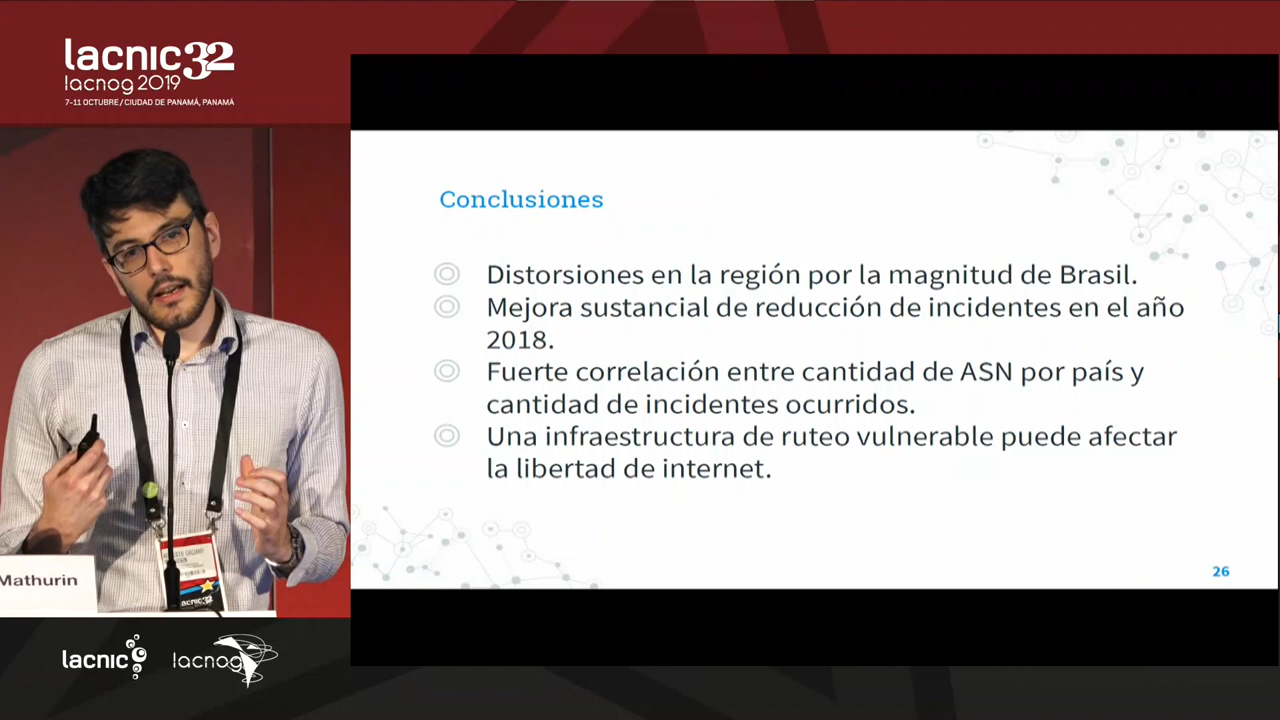 lacnic32
lacnog 2019
7-11 OCTUBRE / CIUDAD DE PANAMÁ, PANAMÁ
Conclusiones
Distorsiones en la región por la magnitud de Brasil.
Mejora sustancial de reducción de incidentes en el año
2018.
Fuerte correlación entre cantidad de ASN por país y
cantidad de incidentes ocurridos.
Una infraestructura de ruteo vulnerable puede afectar
la libertad de internet.
26
Mathurin
lacnic32
lacnic
lacnog